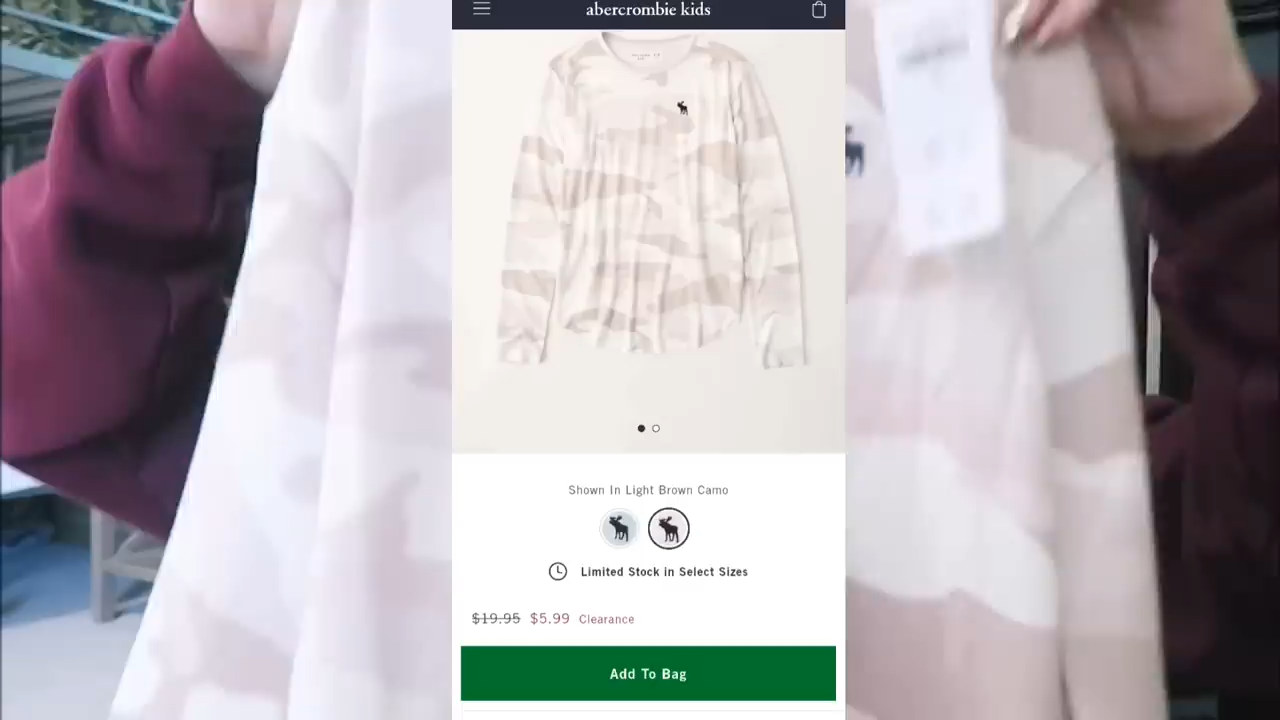 abercrombie kids
Shown In Light Brown Camo
Limited Stock in Select Sizes
$19.95 $5.99 Clearance
Add To Bag